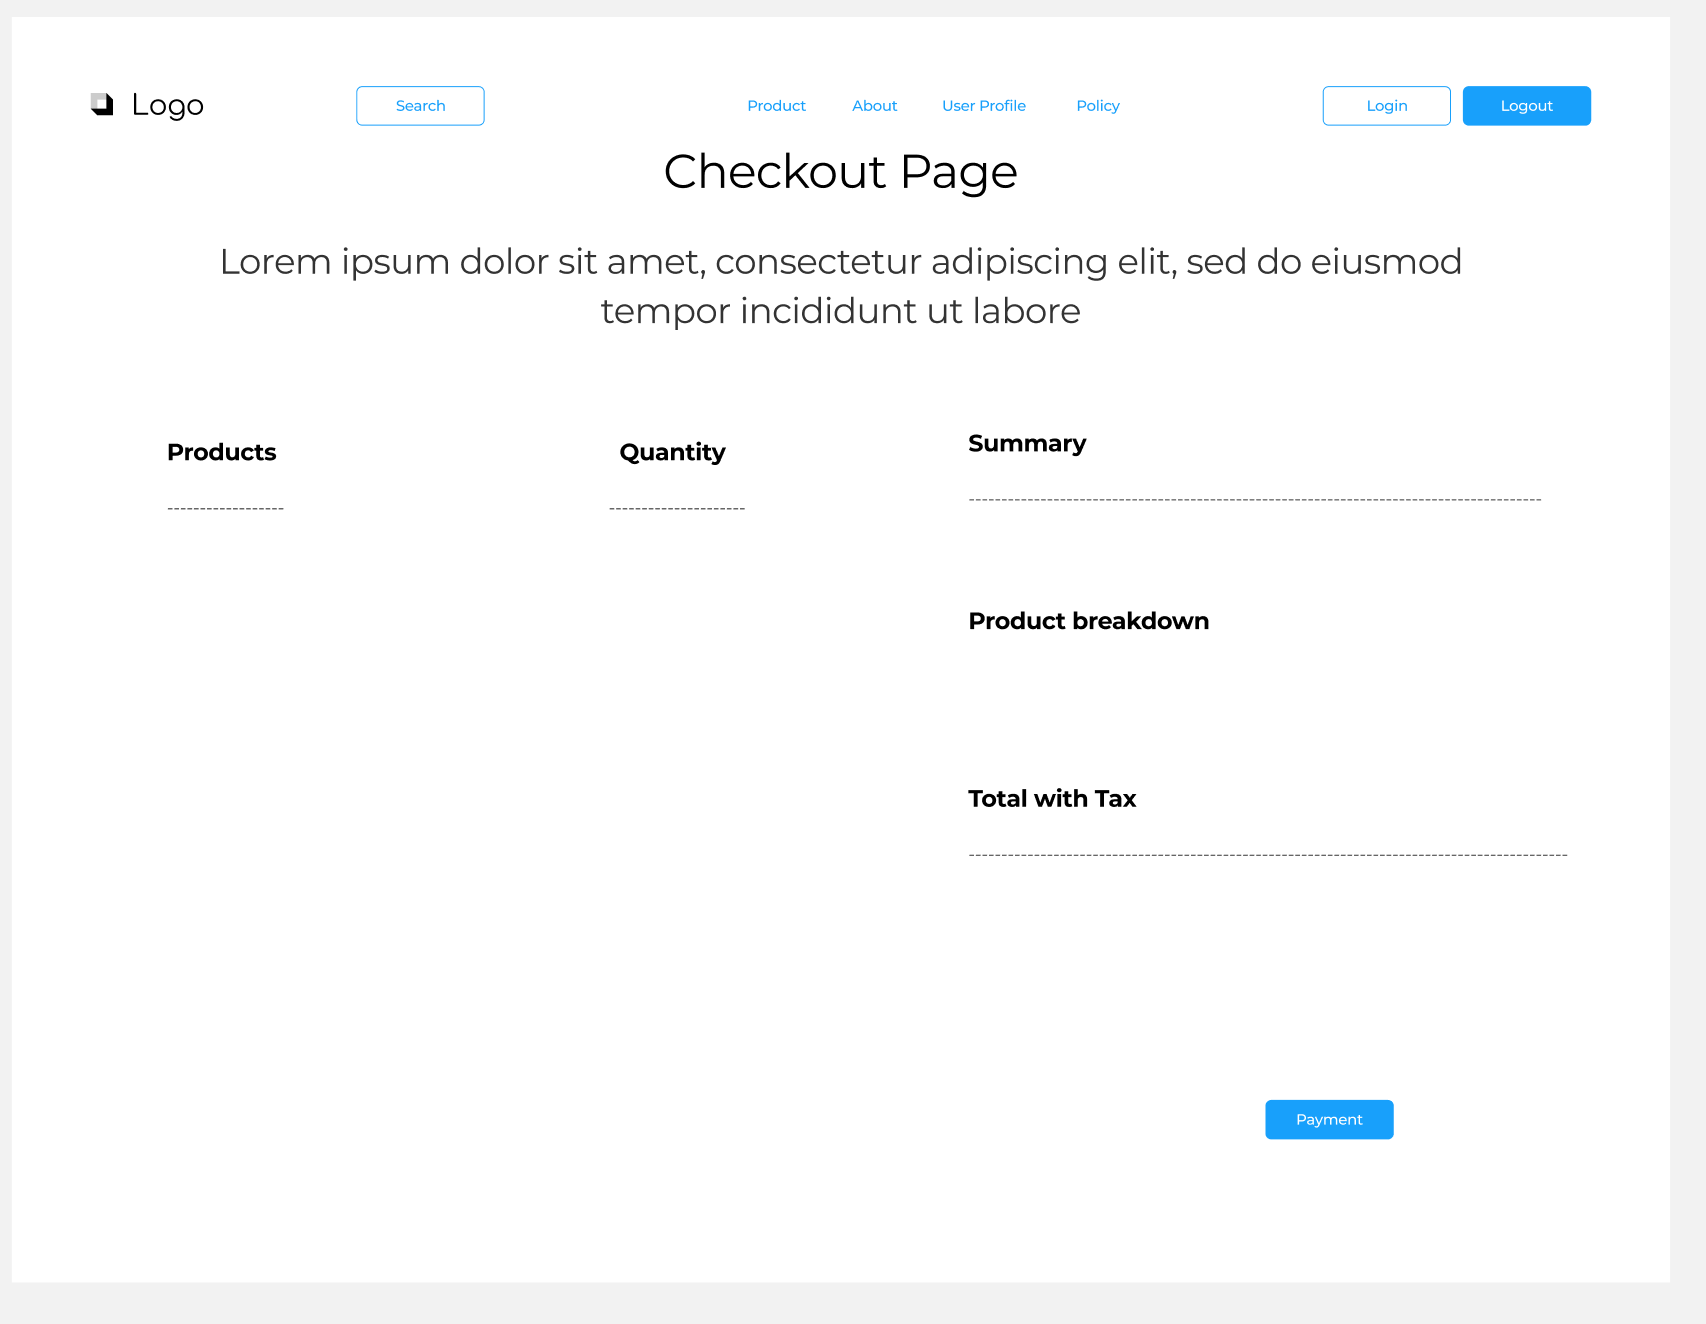 Logo
Search
Product
About
User Profile
Policy
Login
Logout
Checkout Page
Lorem ipsum dolor sit amet, consectetur adipiscing elit, sed do eiusmod
tempor incididunt ut labore
Products
------------------
Quantity
---------------------
Summary
----------------------------------------------------------------------------------------
Product breakdown
Total with Tax
--------------------------------------------------------------------------------------------
Payment